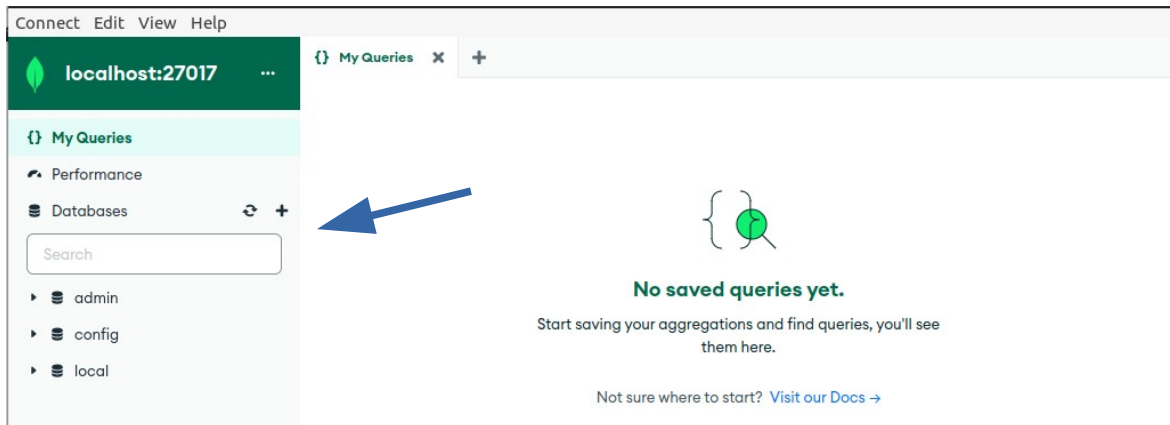 Connect Edit View Help
localhost:27017 ...
{} My Queries
Performance
Databases
Search
admin
config
local
{} My Queries
No saved queries yet.
Start saving your aggregations and find queries, you'll see
them here.
Not sure where to start? Visit our Docs →